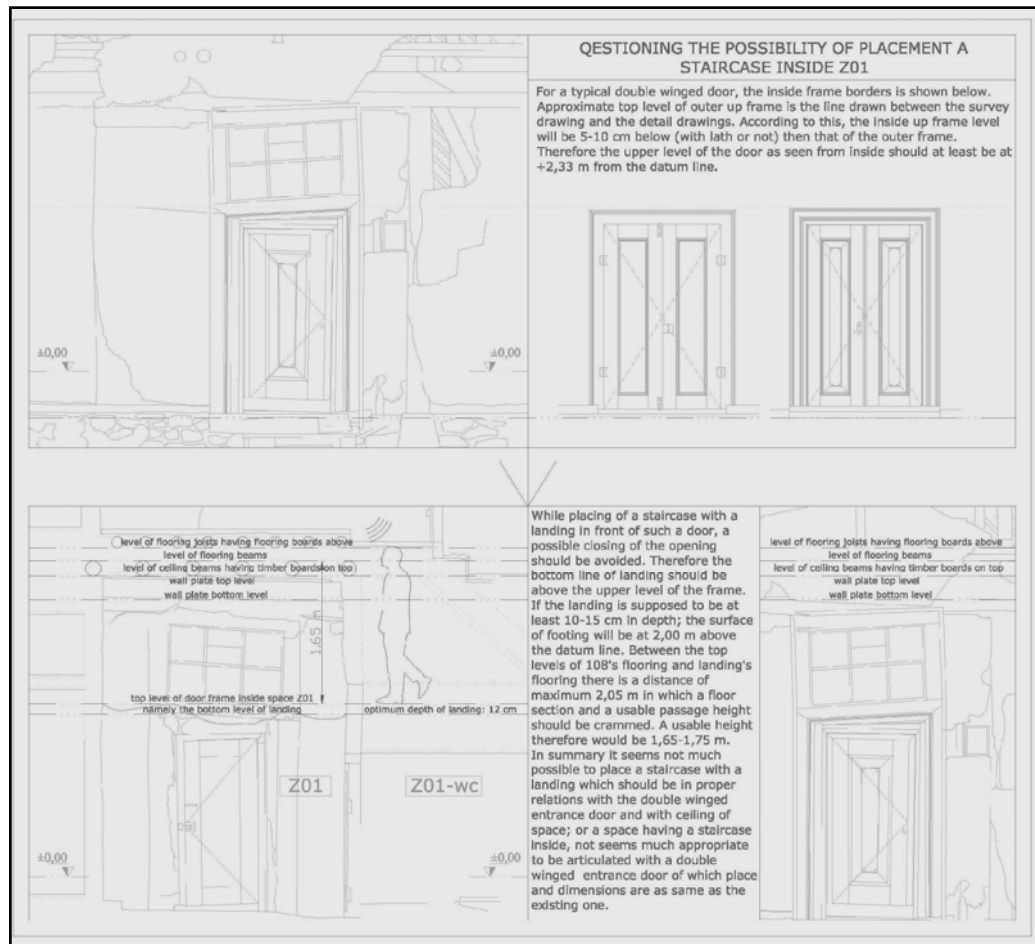 QESTIONING THE POSSIBILITY OF PLACEMENT A
STAIRCASE INSIDE Z01
For a typical double winged door, the inside frame borders is shown below.
Approximate top level of outer up frame is the line drawn between the survey
drawing and the detail drawings. According to this, the inside up frame level
will be 5-10 cm below (with lath or not) then that of the outer frame.
Therefore the upper level of the door as seen from inside should at least be at
+2,33 m from the datum line.
±0,00
±0,00
level of flooring joists having flooring boards above
level of flooring beams
level of ceiling beams having timber boards on top
wall plate top level
wall plate bottom level
1,65 m
top level of door frame inside space Z01
namely the bottom level of landing
optimum depth of landing: 12 cm
Z01
Z01-wc
±0,00
±0,00
While placing of a staircase with a
landing in front of such a door, a
possible closing of the opening
should be avoided. Therefore the
bottom line of landing should be
above the upper level of the frame.
If the landing is supposed to be at
least 10-15 cm in depth; the surface
of footing will be at 2,00 m above
the datum line. Between the top
levels of 108's flooring and landing's
flooring there is a distance of
maximum 2,05 m in which a floor
section and a usable passage height
should be crammed. A usable height
therefore would be 1,65-1,75 m.
In summary it seems not much
possible to place a staircase with a
landing which should be in proper
relations with the double winged
entrance door and with ceiling of
space; or a space having a staircase
inside, not seems much appropriate
to be articulated with a double
winged entrance door of which place
and dimensions are as same as the
existing one.
level of flooring joists having flooring boards above
level of flooring beams
level of ceiling beams having timber boards on top
wall plate top level
wall plate bottom level